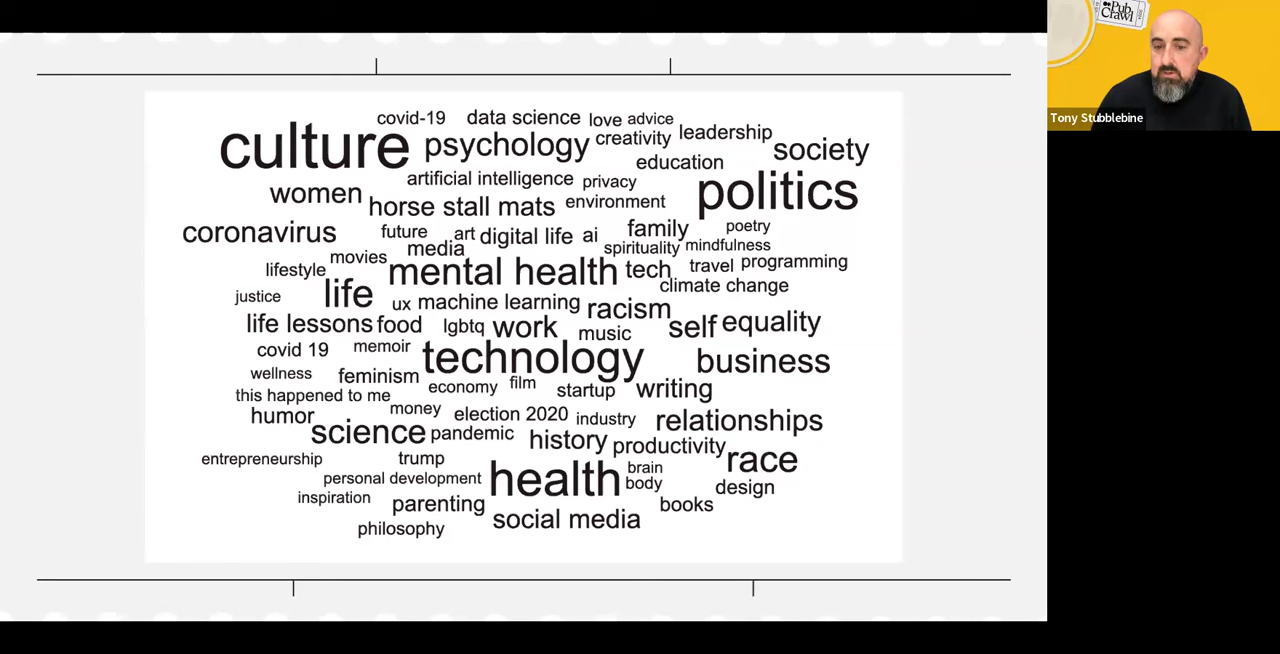 covid-19 data science love advice
culture psychology creativity leadership
education society
artificial intelligence privacy
women horse stall mats environment politics
coronavirus future art digital life ai family poetry
media spirituality mindfulness
movies programming
lifestyle mental health tech travel
climate change
justice life ux machine learning racism
life lessons food lgbtq work music self equality
covid 19 memoir technology business
wellness feminism economy film startup writing
this happened to me
humor money election 2020 industry relationships
science pandemic history productivity
entrepreneurship trump race
personal development health brain
body design
inspiration parenting books
philosophy social media
Pub
Crawl
Tony Stubblebine